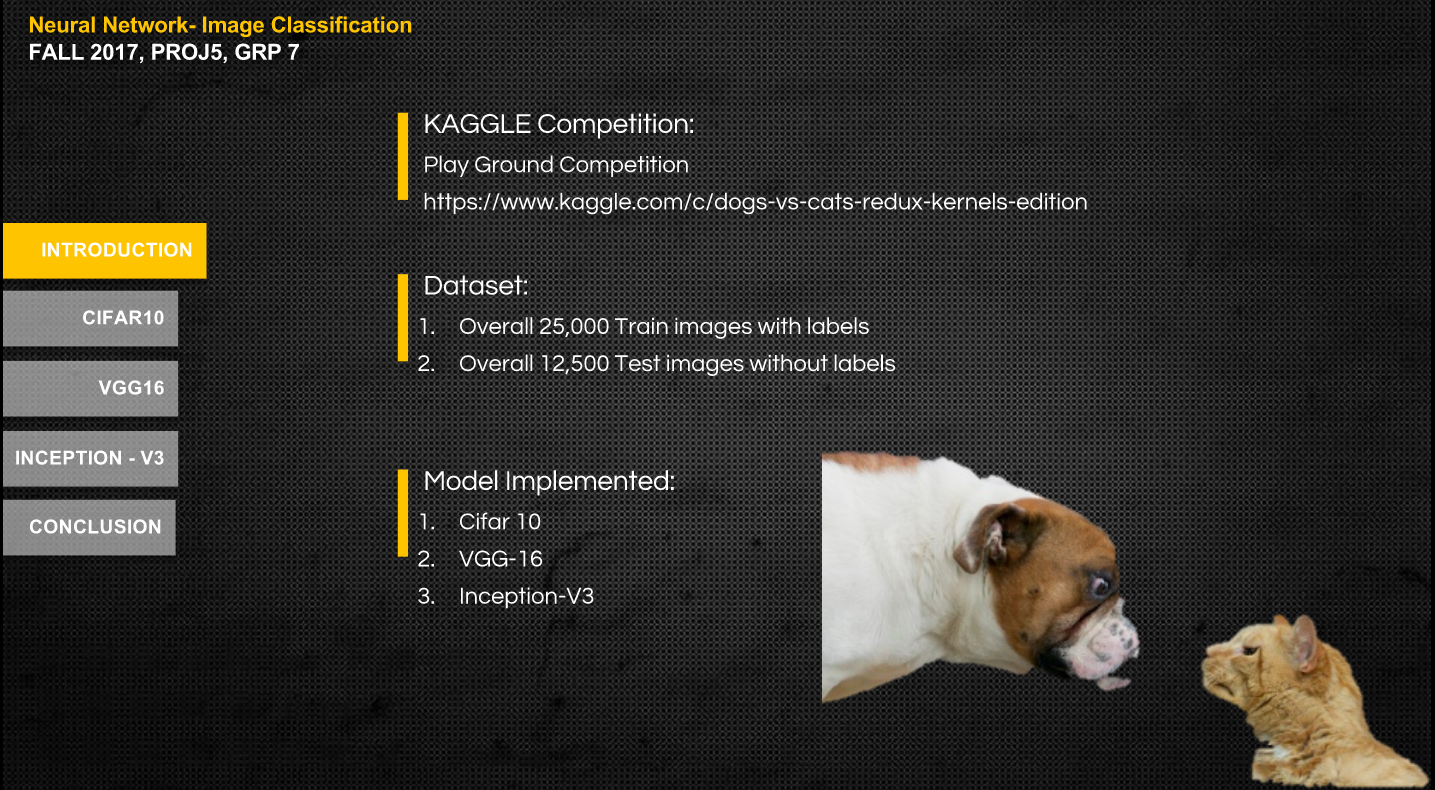 Neural Network- Image Classification
FALL 2017, PROJ5, GRP 7
INTRODUCTION
CIFAR10
VGG16
INCEPTION - V3
CONCLUSION
KAGGLE Competition:
Play Ground Competition
https://www.kaggle.com/c/dogs-vs-cats-redux-kernels-edition
Dataset:
1. Overall 25,000 Train images with labels
2. Overall 12,500 Test images without labels
Model Implemented:
1. Cifar 10
2. VGG-16
3. Inception-V3